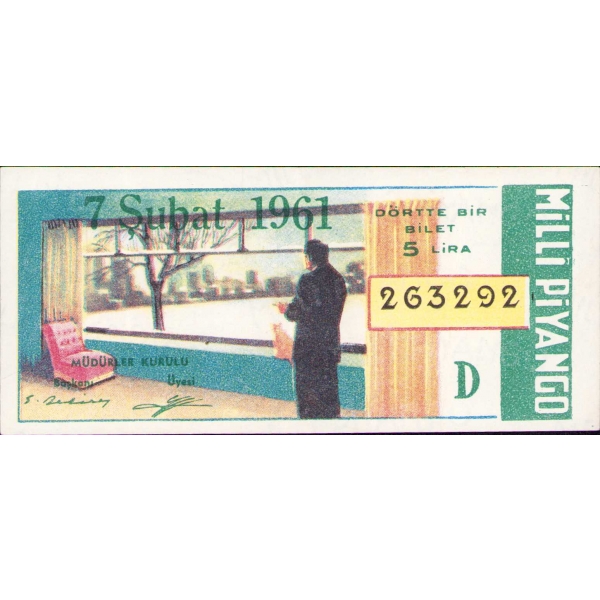 7 Şubat 1961
DÖRTTE BİR
BİLET
5 LİRA
263292
D
MÜDÜRLER KURULU
Başkanı Üyesi
MİLLİ PİYANGO